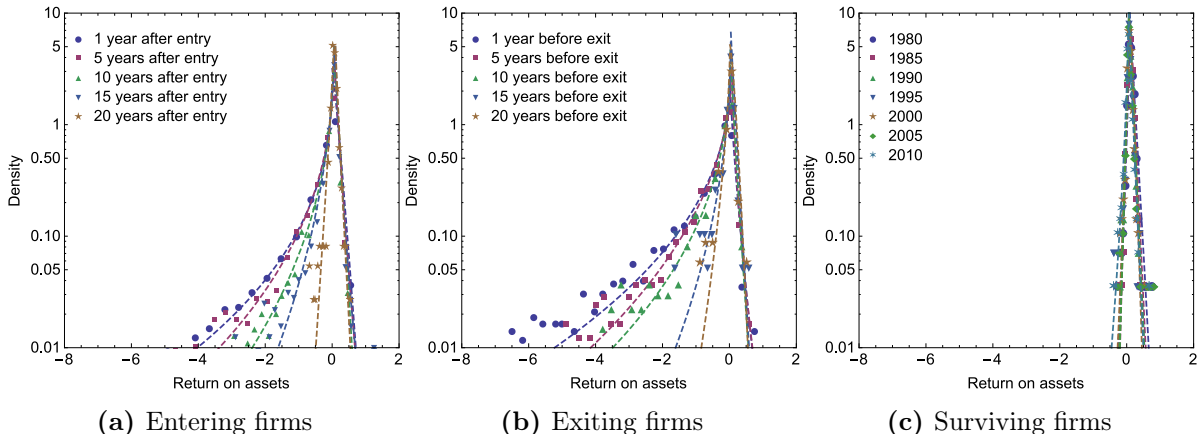 1 year after entry
5 years after entry
10 years after entry
15 years after entry
20 years after entry
Density
5
1
0.50
0.10
0.05
0.01
−8
−6
−4
−2
0
2
Return on assets
(a) Entering firms
1 year before exit
5 years before exit
10 years before exit
15 years before exit
20 years before exit
Density
5
1
0.50
0.10
0.05
0.01
−8
−6
−4
−2
0
2
Return on assets
(b) Exiting firms
1980
1985
1990
1995
2000
2005
2010
Density
5
1
0.50
0.10
0.05
0.01
−8
−6
−4
−2
0
2
Return on assets
(c) Surviving firms